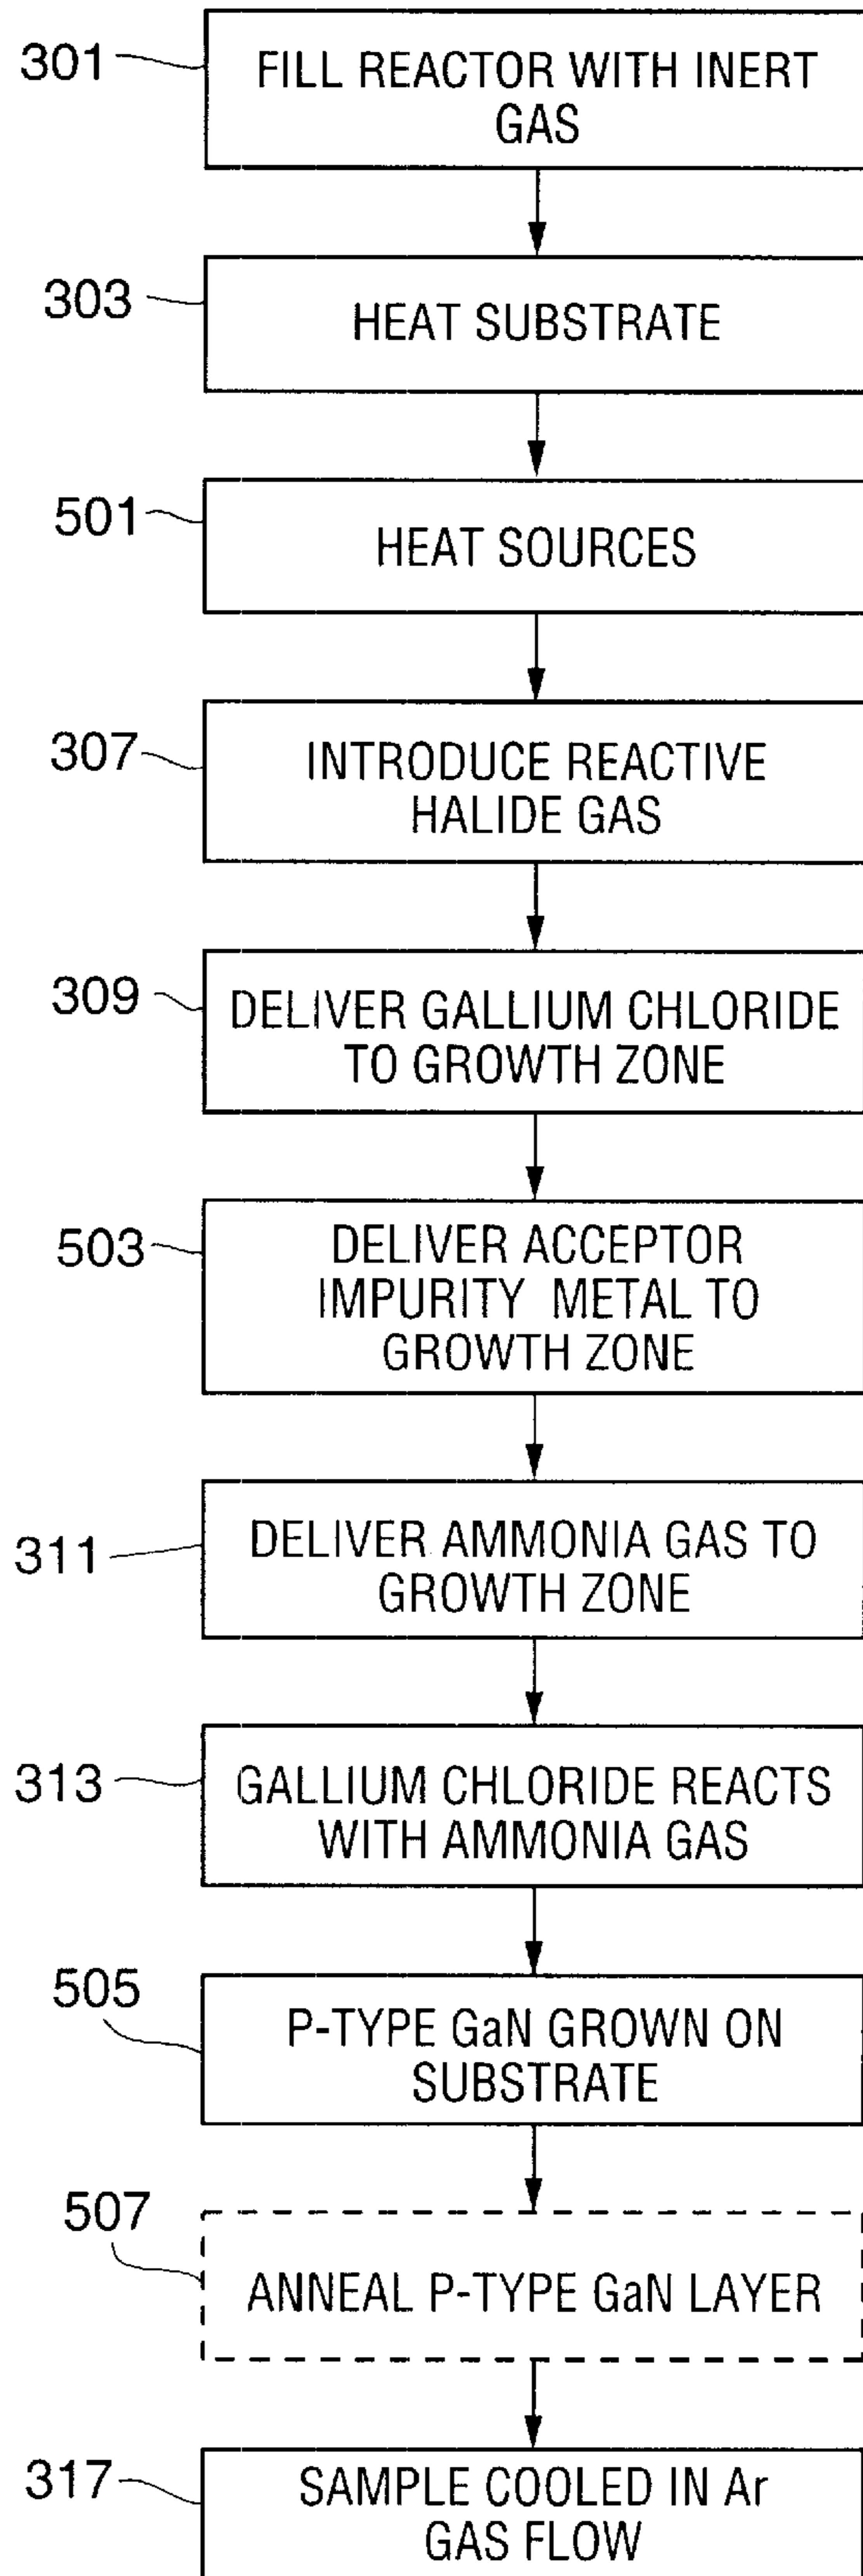 301
FILL REACTOR WITH INERT
GAS
303
HEAT SUBSTRATE
501
HEAT SOURCES
307
INTRODUCE REACTIVE
HALIDE GAS
309
DELIVER GALLIUM CHLORIDE
TO GROWTH ZONE
503
DELIVER ACCEPTOR
IMPURITY METAL TO
GROWTH ZONE
311
DELIVER AMMONIA GAS TO
GROWTH ZONE
313
GALLIUM CHLORIDE REACTS
WITH AMMONIA GAS
505
P-TYPE GaN GROWN ON
SUBSTRATE
507
ANNEAL P-TYPE GaN LAYER
317
SAMPLE COOLED IN Ar
GAS FLOW